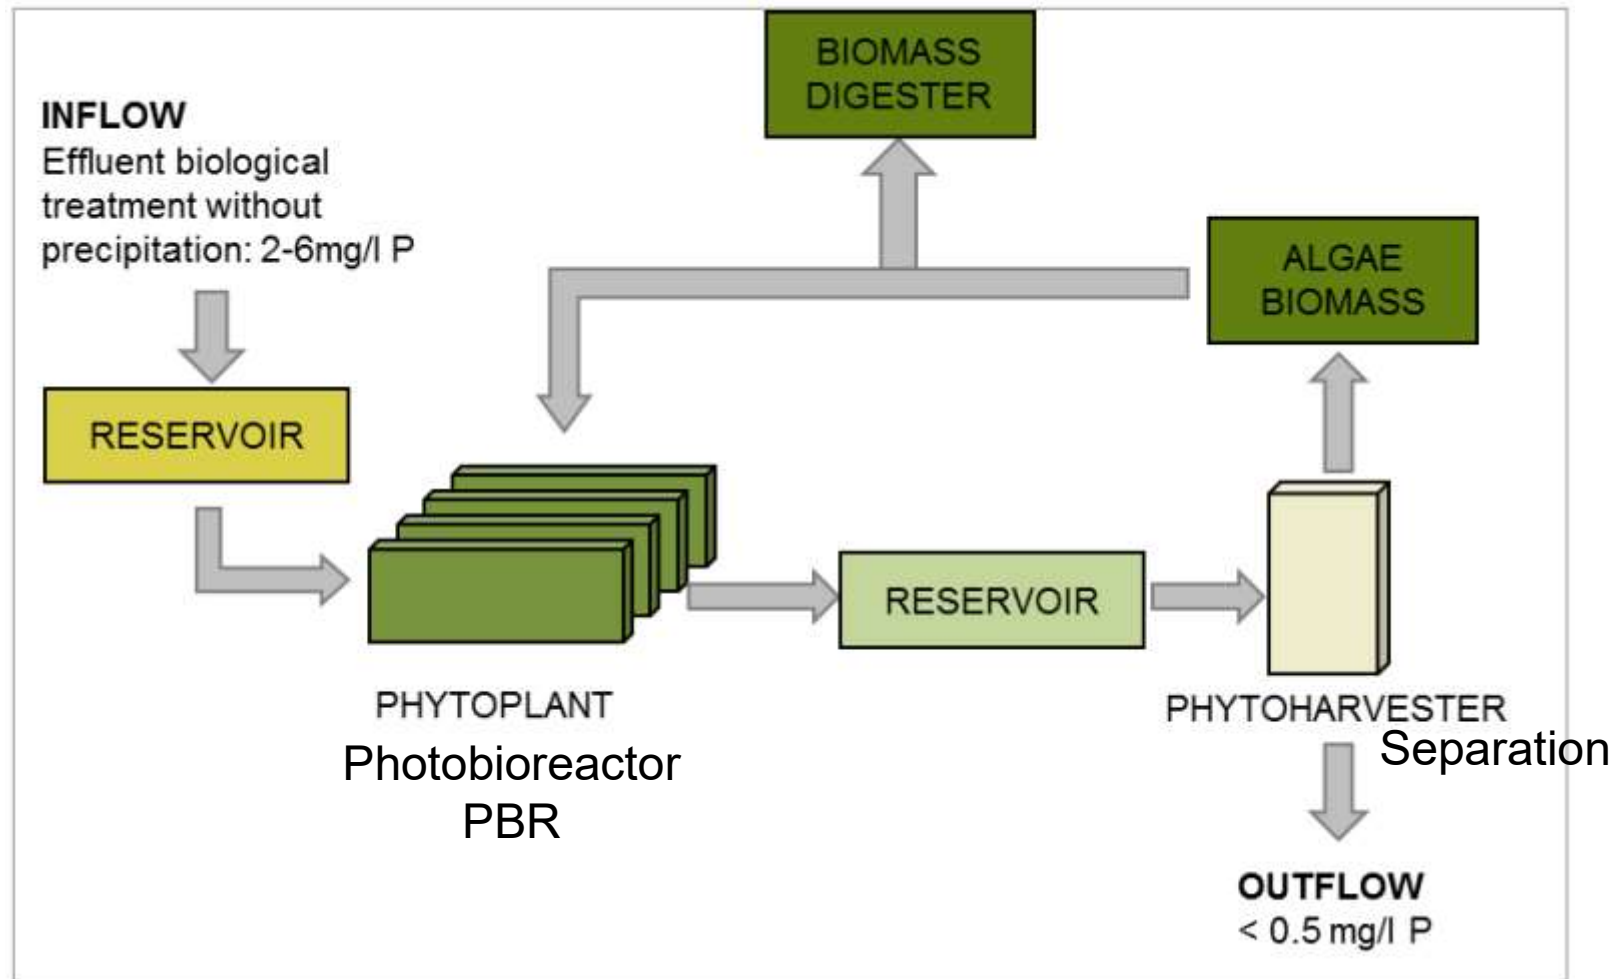 BIOMASS
DIGESTER
INFLOW
Effluent biological
treatment without
precipitation: 2-6mg/l P
ALGAE
BIOMASS
RESERVOIR
RESERVOIR
PHYTOPLANT
Photobioreactor
PBR
PHYTOHARVESTER
Separation
OUTFLOW
< 0.5 mg/l P